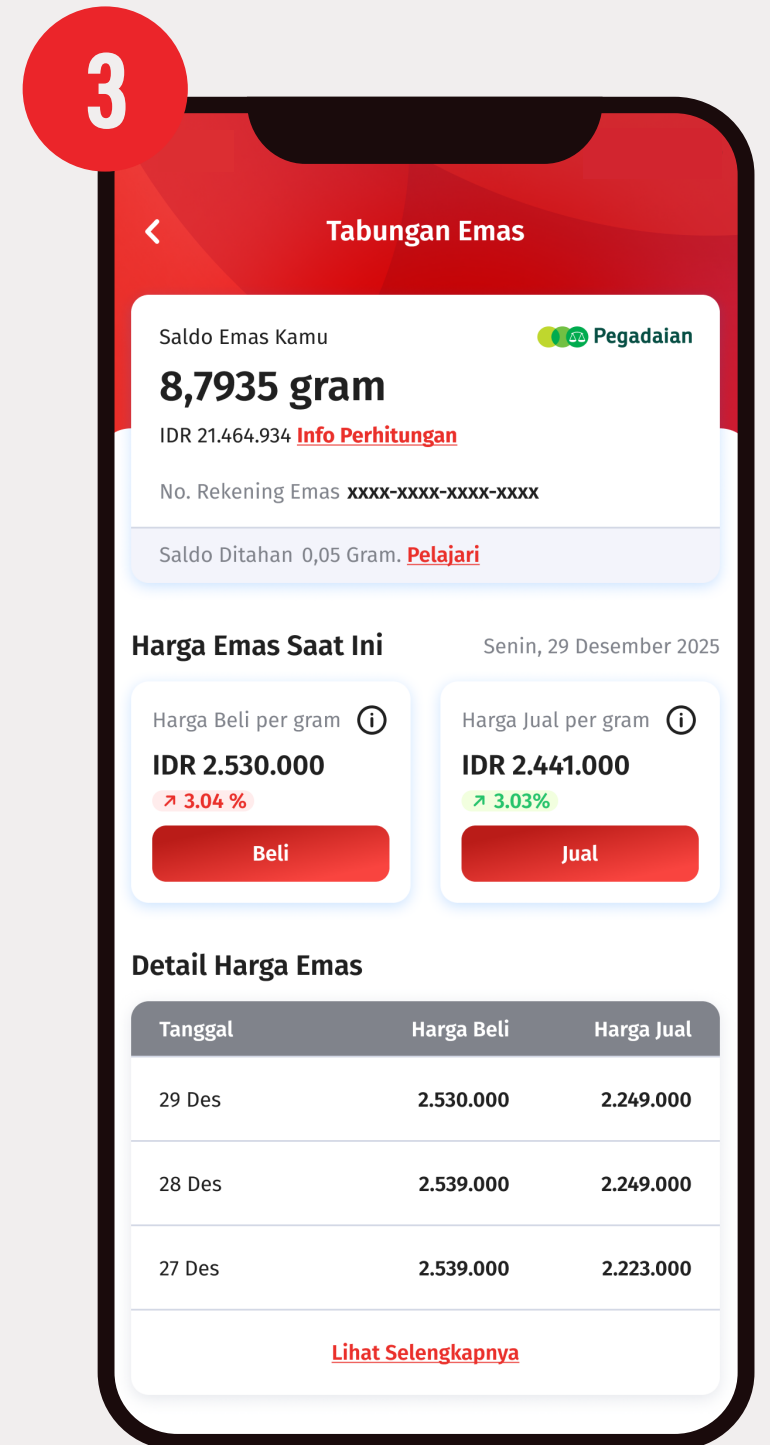 3
Tabungan Emas
Saldo Emas Kamu
Pegadaian
8,7935 gram
IDR 21.464.934 Info Perhitungan
No. Rekening Emas xxxx-xxxx-xxxx-xxxx
Saldo Ditahan 0,05 Gram. Pelajari
Harga Emas Saat Ini
Senin, 29 Desember 2025
Harga Beli per gram
IDR 2.530.000
3.04 %
Beli
Harga Jual per gram
IDR 2.441.000
3.03%
Jual
Detail Harga Emas
Tanggal Harga Beli Harga Jual
29 Des 2.530.000 2.249.000
28 Des 2.539.000 2.249.000
27 Des 2.539.000 2.223.000
Lihat Selengkapnya